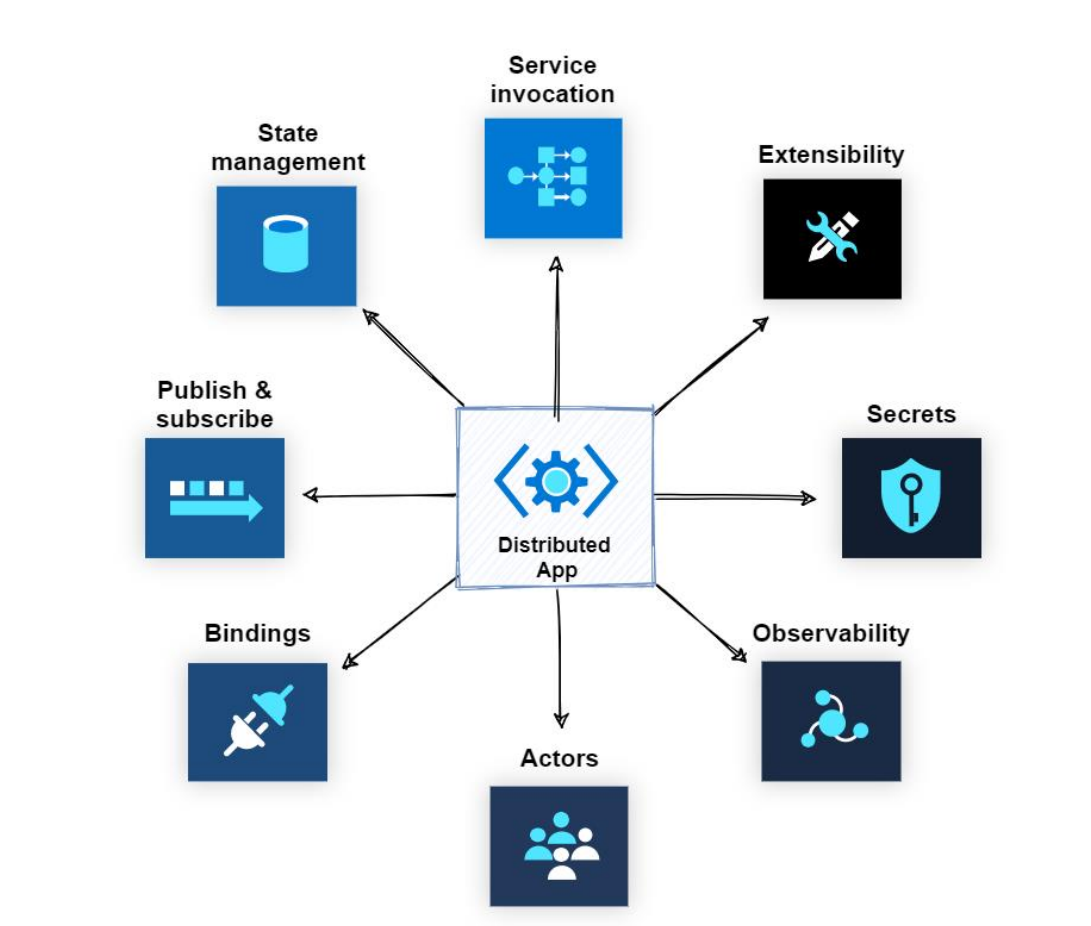 Service
invocation
State
management
Extensibility
Publish &
subscribe
Secrets
Distributed
App
Bindings
Observability
Actors